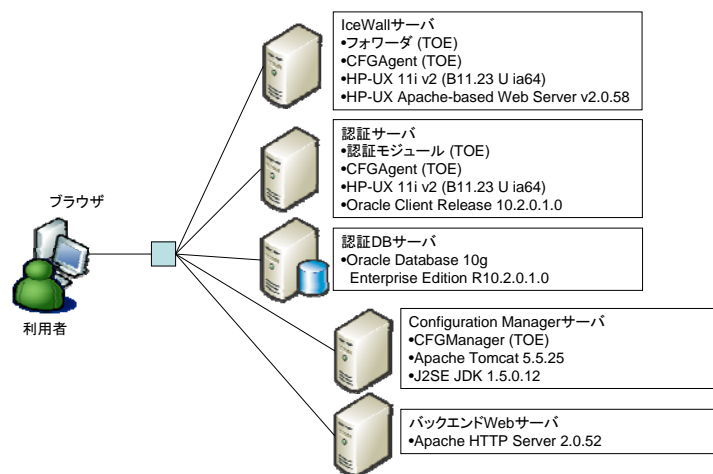 IceWallサーバ
•フォワーダ (TOE)
•CFGAgent (TOE)
•HP-UX 11i v2 (B11.23 U ia64)
•HP-UX Apache-based Web Server v2.0.58
認証サーバ
•認証モジュール (TOE)
•CFGAgent (TOE)
•HP-UX 11i v2 (B11.23 U ia64)
•Oracle Client Release 10.2.0.1.0
ブラウザ
利用者
認証DBサーバ
•Oracle Database 10g
Enterprise Edition R10.2.0.1.0
Configuration Managerサーバ
•CFGManager (TOE)
•Apache Tomcat 5.5.25
•J2SE JDK 1.5.0.12
バックエンドWebサーバ
•Apache HTTP Server 2.0.52